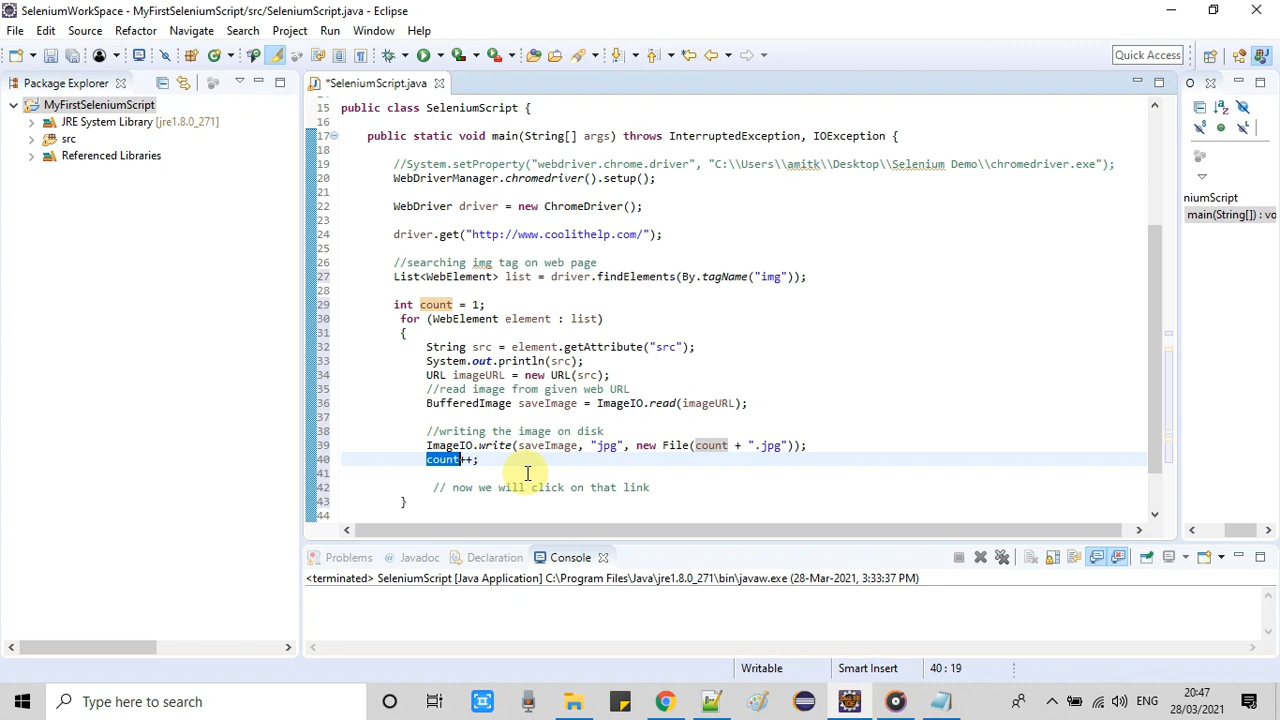 SeleniumWorkSpace - MyFirstSeleniumScript/src/SeleniumScript.java - Eclipse
File Edit Source Refactor Navigate Search Project Run Window Help
Quick Access
Package Explorer
MyFirstSeleniumScript
JRE System Library [jre1.8.0_271]
src
Referenced Libraries
*SeleniumScript.java
15 public class SeleniumScript {
16
17 public static void main(String[] args) throws InterruptedException, IOException {
18
19 //System.setProperty("webdriver.chrome.driver", "C:\\Users\\amitk\\Desktop\\Selenium Demo\\chromedriver.exe");
20 WebDriverManager.chromedriver().setup();
21
22 WebDriver driver = new ChromeDriver();
23
24 driver.get("http://www.coolithelp.com/");
25
26 //searching img tag on web page
27 List<WebElement> list = driver.findElements(By.tagName("img"));
28
29 int count = 1;
30 for (WebElement element : list)
31 {
32 String src = element.getAttribute("src");
33 System.out.println(src);
34 URL imageURL = new URL(src);
35 //read image from given web URL
36 BufferedImage saveImage = ImageIO.read(imageURL);
37
38 //writing the image on disk
39 ImageIO.write(saveImage, "jpg", new File(count + ".jpg"));
40 count++;
41
42 // now we will click on that link
43 }
44
niumScript
main(String[]) : vo
Problems Javadoc Declaration Console
<terminated> SeleniumScript [Java Application] C:\Program Files\Java\jre1.8.0_271\bin\javaw.exe (28-Mar-2021, 3:33:37 PM)
Writable Smart Insert 40 : 19
Type here to search
ENG
20:47
28/03/2021